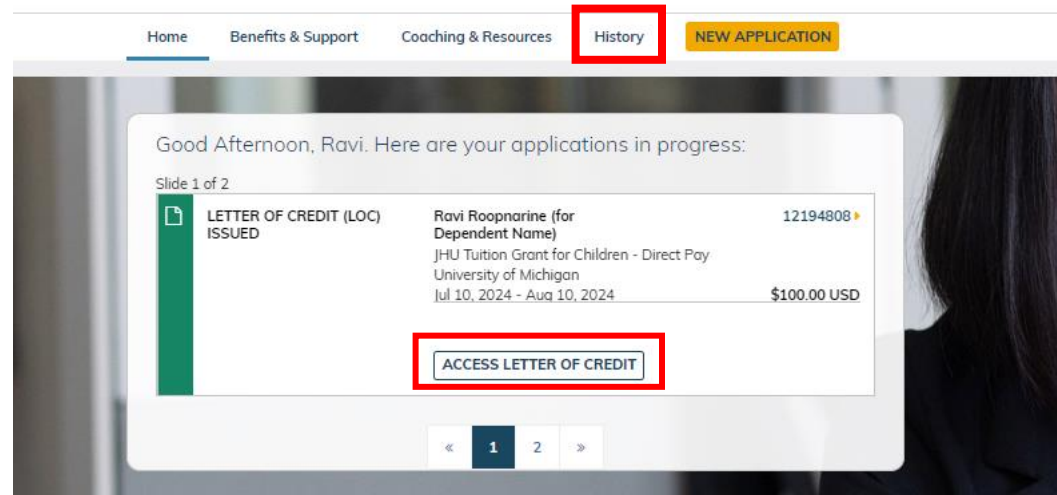 Home Benefits & Support Coaching & Resources History NEW APPLICATION
Good Afternoon, Ravi. Here are your applications in progress:
Slide 1 of 2
LETTER OF CREDIT (LOC) Ravi Roopnarine (for 12194808
ISSUED Dependent Name)
JHU Tuition Grant for Children - Direct Pay
University of Michigan
Jul 10, 2024 - Aug 10, 2024 $100.00 USD
ACCESS LETTER OF CREDIT
« 1 2 »